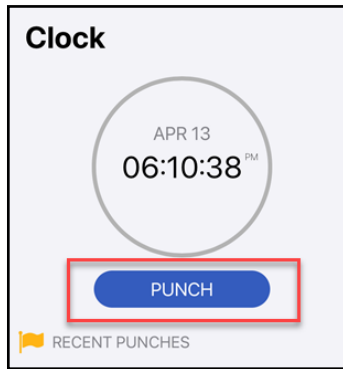 Clock
APR 13
06:10:38 PM
PUNCH
RECENT PUNCHES